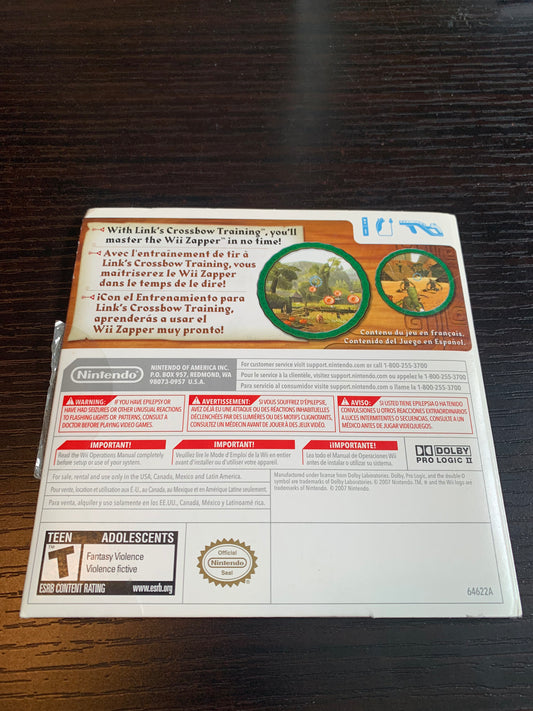 With Link's Crossbow Training™, you'll
master the Wii Zapper™ in no time!
Avec l'entraînement de tir à
Link's Crossbow Training, vous
maîtriserez le Wii Zapper
dans le temps de le dire!
¡Con el Entrenamiento para
Link's Crossbow Training,
aprenderás a usar el
Wii Zapper muy pronto!
Contenu du jeu en français.
Contenido del Juego en Español.
Nintendo®
NINTENDO OF AMERICA INC.
P.O. BOX 957, REDMOND, WA
98073-0957 U.S.A.
For customer service visit support.nintendo.com or call 1-800-255-3700
Pour le service à la clientèle, visitez support.nintendo.com ou appelez le 1-800-255-3700
Para servicio al consumidor visite support.nintendo.com o llame la 1-800-255-3700
WARNING: IF YOU HAVE EPILEPSY OR
HAVE HAD SEIZURES OR OTHER UNUSUAL REACTIONS
TO FLASHING LIGHTS OR PATTERNS, CONSULT A
DOCTOR BEFORE PLAYING VIDEO GAMES.
AVERTISSEMENT: SI VOUS SOUFFREZ D'ÉPILEPSIE,
AVEZ DÉJÀ EU UNE ATTAQUE OU DES RÉACTIONS INHABITUELLES
DÉCLENCHÉES PAR DES LUMIÈRES OU DES MOTIFS CLIGNOTANTS,
CONSULTEZ UN MÉDECIN AVANT DE JOUER À DES JEUX VIDÉO.
AVISO: SI USTED TIENE EPILEPSIA O HA TENIDO
CONVULSIONES U OTROS REACCIONES EXTRAORDINARIOS
A LUCES INTERMITENTES O SECUENCIAS, CONSULTE A UN
MÉDICO ANTES DE JUGAR VIDEOJUEGOS.
IMPORTANT!
Read the Wii Operations Manual completely
before setup or use of your system.
IMPORTANT!
Veuillez lire le Mode d'Emploi de la Wii en entier
avant d'installer ou d'utiliser votre appareil.
¡IMPORTANTE!
Lea todo el Manual de Operaciones Wii
antes de instalar o utilizar su sistema.
DOLBY
PRO LOGIC II
For sale, rental and use only in the USA, Canada, Mexico and Latin America.
Pour vente, location et utilisation aux É.-U., au Canada, au Mexique et en Amérique Latine seulement.
Para venta, alquiler y uso solamente en los EE.UU., Canadá, México y Latinoamérica.
Manufactured under license from Dolby Laboratories. Dolby, Pro Logic, and the double D
symbol are trademarks of Dolby Laboratories. © 2007 Nintendo. TM, ® and the Wii logo are
trademarks of Nintendo. © 2007 Nintendo.
TEEN ADOLESCENTS
T
Fantasy Violence
Violence fictive
ESRB CONTENT RATING www.esrb.org
Official
Nintendo
Seal
64622A